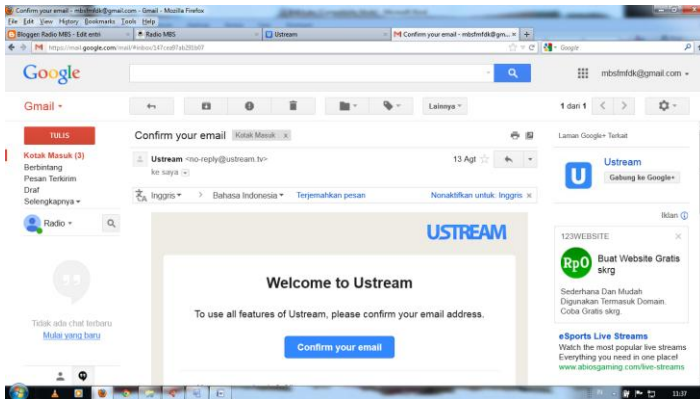 Confirm your email - mbsfmfdk@gmail.com - Gmail - Mozilla Firefox
File Edit View History Bookmarks Tools Help
Blogger: Radio MBS - Edit entri
Radio MBS
Ustream
Confirm your email - mbsfmfdk@gm...
https://mail.google.com/mail/#inbox/
Google
Google
mbsfmfdk@gmail.com
Gmail
Lainnya
1 dari 1
TULIS
Confirm your email Kotak Masuk x
Laman Google+ Terkait
Kotak Masuk (3)
Berbintang
Pesan Terkirim
Draf
Selengkapnya
Ustream <no-reply@ustream.tv>
13 Agt
ke saya
Ustream
Gabung ke Google+
Inggris > Bahasa Indonesia Terjemahkan pesan Nonaktifkan untuk: Inggris x
Radio
Iklan
USTREAM
123WEBSITE
Rp0
Buat Website Gratis
skrg
Sederhana Dan Mudah
Digunakan Termasuk Domain.
Coba Gratis skrg.
Welcome to Ustream
To use all features of Ustream, please confirm your email address.
Confirm your email
Tidak ada chat terbaru
Mulai yang baru
eSports Live Streams
Watch the most popular live streams
Everything you need in one place!
www.abiosgaming.com/live-streams
11:37